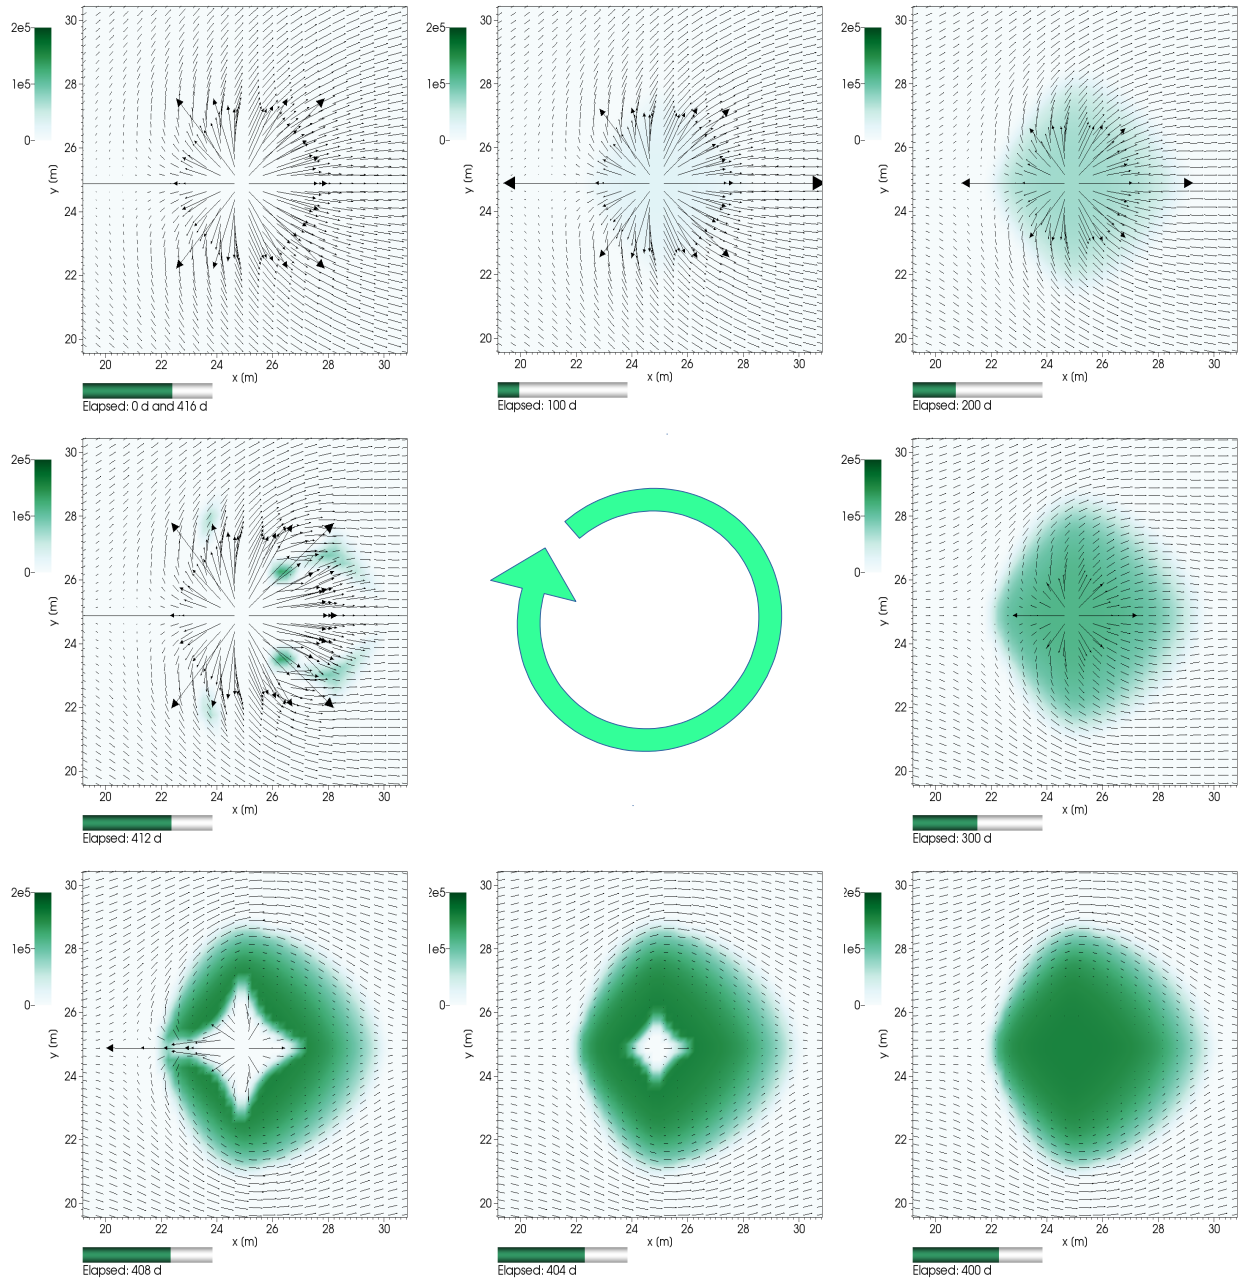 2e5
1e5
0
30
28
26
24
22
20
y (m)
20 22 24 26 28 30
x (m)
Elapsed: 0 d and 416 d
2e5
1e5
0
30
28
26
24
22
20
y (m)
20 22 24 26 28 30
x (m)
Elapsed: 100 d
2e5
1e5
0
30
28
26
24
22
20
y (m)
20 22 24 26 28 30
x (m)
Elapsed: 200 d
2e5
1e5
0
30
28
26
24
22
20
y (m)
20 22 24 26 28 30
x (m)
Elapsed: 412 d
2e5
1e5
0
30
28
26
24
22
20
y (m)
20 22 24 26 28 30
x (m)
Elapsed: 300 d
2e5
1e5
0
30
28
26
24
22
20
y (m)
20 22 24 26 28 30
x (m)
Elapsed: 408 d
2e5
1e5
0
30
28
26
24
22
20
y (m)
20 22 24 26 28 30
x (m)
Elapsed: 404 d
2e5
1e5
0
30
28
26
24
22
20
y (m)
20 22 24 26 28 30
x (m)
Elapsed: 400 d